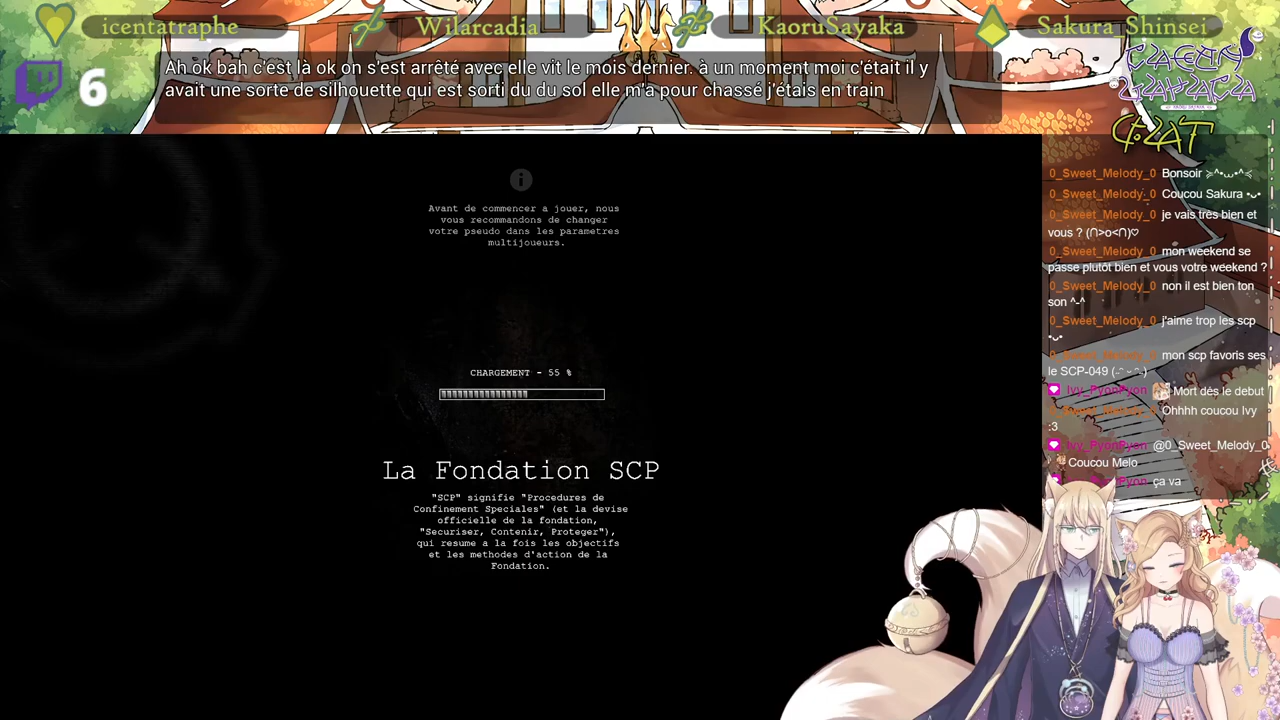 icentatraphe
Wilarcadia
KaoruSayaka
Sakura_Shinsei
6
Ah ok bah c'est là ok on s'est arrêté avec elle vit le mois dernier. à un moment moi c'était il y
avait une sorte de silhouette qui est sorti du du sol elle m'a pour chassé j'étais en train
Avant de commencer a jouer, nous
vous recommandons de changer
votre pseudo dans les parametres
multijoueurs.
CHARGEMENT - 55 %
La Fondation SCP
"SCP" signifie "Procedures de
Confinement Speciales" (et la devise
officielle de la fondation,
"Securiser, Contenir, Proteger"),
qui resume a la fois les objectifs
et les methodes d'action de la
Fondation.
0_Sweet_Melody_0 Bonsoir ≽^•⩊•^≼
0_Sweet_Melody_0 Coucou Sakura •ᴗ•
0_Sweet_Melody_0 je vais très bien et
vous ? (∩>o<∩)♡
0_Sweet_Melody_0 mon weekend se
passe plutôt bien et vous votre weekend ?
0_Sweet_Melody_0 non il est bien ton
son ^-^
0_Sweet_Melody_0 j'aime trop les scp
•ᴗ•
0_Sweet_Melody_0 mon scp favoris ses
le SCP-049
Ivy_PyonPyon Mort dès le debut
0_Sweet_Melody_0 Ohhhh coucou Ivy
:3
Ivy_PyonPyon @0_Sweet_Melody_0
Coucou Melo
Ivy_PyonPyon ça va